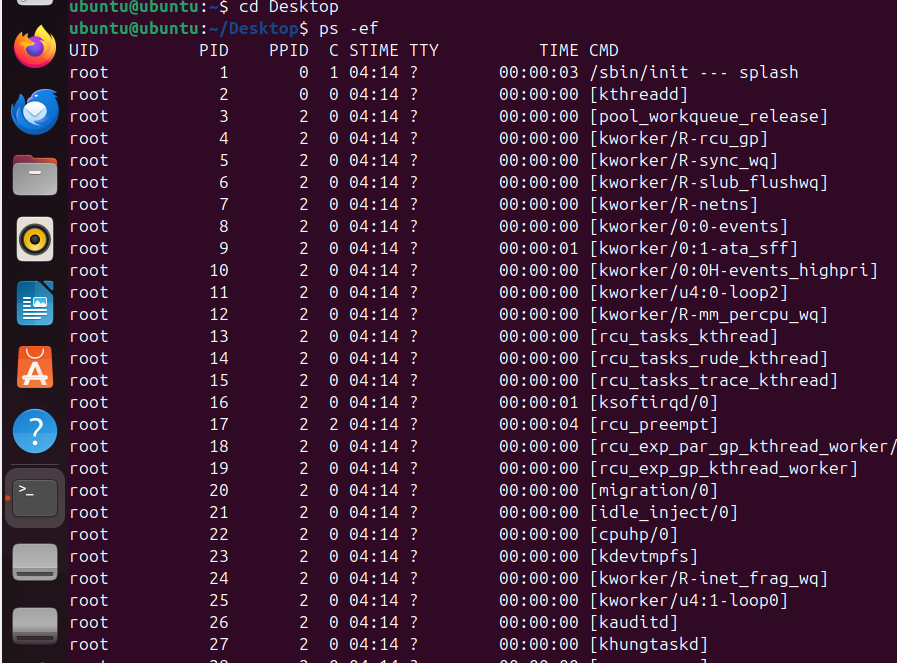 ubuntu@ubuntu:~$ cd Desktop
ubuntu@ubuntu:~/Desktop$ ps -ef
UID          PID    PPID  C STIME TTY          TIME CMD
root           1       0  1 04:14 ?        00:00:03 /sbin/init --- splash
root           2       0  0 04:14 ?        00:00:00 [kthreadd]
root           3       2  0 04:14 ?        00:00:00 [pool_workqueue_release]
root           4       2  0 04:14 ?        00:00:00 [kworker/R-rcu_gp]
root           5       2  0 04:14 ?        00:00:00 [kworker/R-sync_wq]
root           6       2  0 04:14 ?        00:00:00 [kworker/R-slub_flushwq]
root           7       2  0 04:14 ?        00:00:00 [kworker/R-netns]
root           8       2  0 04:14 ?        00:00:00 [kworker/0:0-events]
root           9       2  0 04:14 ?        00:00:01 [kworker/0:1-ata_sff]
root          10       2  0 04:14 ?        00:00:00 [kworker/0:0H-events_highpri]
root          11       2  0 04:14 ?        00:00:00 [kworker/u4:0-loop2]
root          12       2  0 04:14 ?        00:00:00 [kworker/R-mm_percpu_wq]
root          13       2  0 04:14 ?        00:00:00 [rcu_tasks_kthread]
root          14       2  0 04:14 ?        00:00:00 [rcu_tasks_rude_kthread]
root          15       2  0 04:14 ?        00:00:00 [rcu_tasks_trace_kthread]
root          16       2  0 04:14 ?        00:00:01 [ksoftirqd/0]
root          17       2  2 04:14 ?        00:00:04 [rcu_preempt]
root          18       2  0 04:14 ?        00:00:00 [rcu_exp_par_gp_kthread_worker/
root          19       2  0 04:14 ?        00:00:00 [rcu_exp_gp_kthread_worker]
root          20       2  0 04:14 ?        00:00:00 [migration/0]
root          21       2  0 04:14 ?        00:00:00 [idle_inject/0]
root          22       2  0 04:14 ?        00:00:00 [cpuhp/0]
root          23       2  0 04:14 ?        00:00:00 [kdevtmpfs]
root          24       2  0 04:14 ?        00:00:00 [kworker/R-inet_frag_wq]
root          25       2  0 04:14 ?        00:00:00 [kworker/u4:1-loop0]
root          26       2  0 04:14 ?        00:00:00 [kauditd]
root          27       2  0 04:14 ?        00:00:00 [khungtaskd]